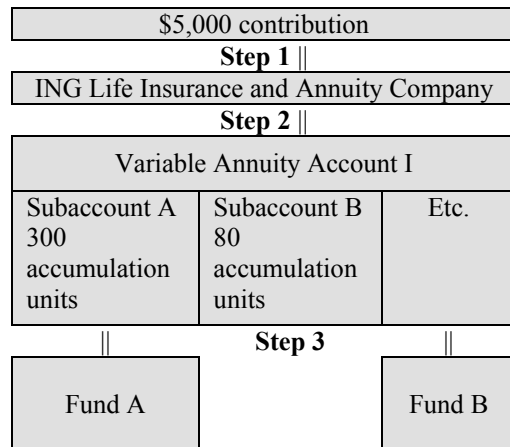 $5,000 contribution
Step 1 ||
ING Life Insurance and Annuity Company
Step 2 ||
Variable Annuity Account I
Subaccount A
300
accumulation
units
Subaccount B
80
accumulation
units
Etc.
|| Step 3 ||
Fund A
Fund B